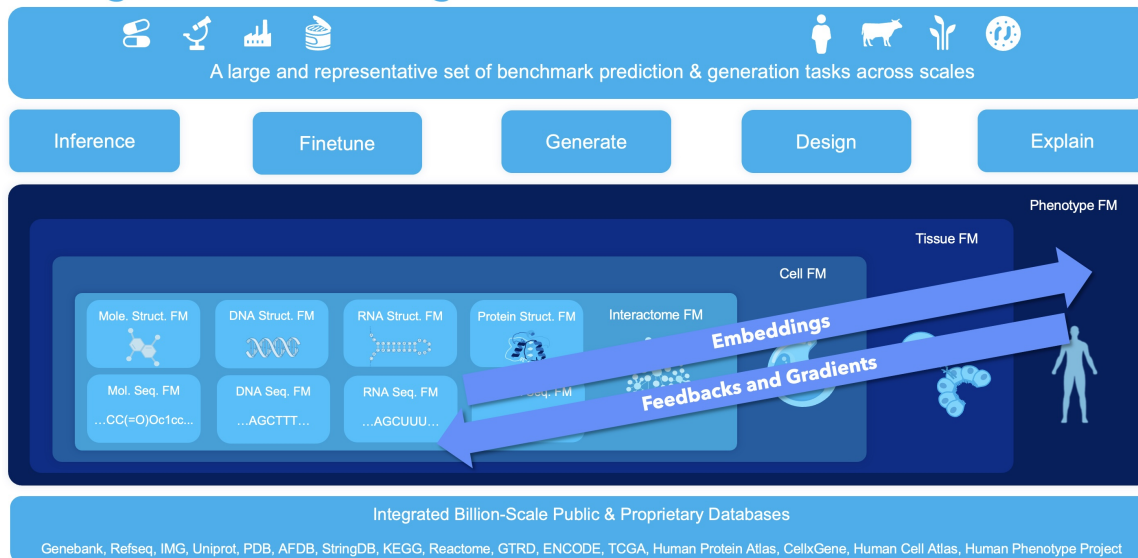 A large and representative set of benchmark prediction & generation tasks across scales
Inference
Finetune
Generate
Design
Explain
Phenotype FM
Tissue FM
Cell FM
Mole. Struct. FM
DNA Struct. FM
RNA Struct. FM
Protein Struct. FM
Interactome FM
Embeddings
Feedbacks and Gradients
Mol. Seq. FM
DNA Seq. FM
RNA Seq. FM
Seq. FM
...CC(=O)Oc1cc...
...AGCTTT...
...AGCUUU...
Integrated Billion-Scale Public & Proprietary Databases
Genebank, Refseq, IMG, Uniprot, PDB, AFDB, StringDB, KEGG, Reactome, GTRD, ENCODE, TCGA, Human Protein Atlas, CellxGene, Human Cell Atlas, Human Phenotype Project